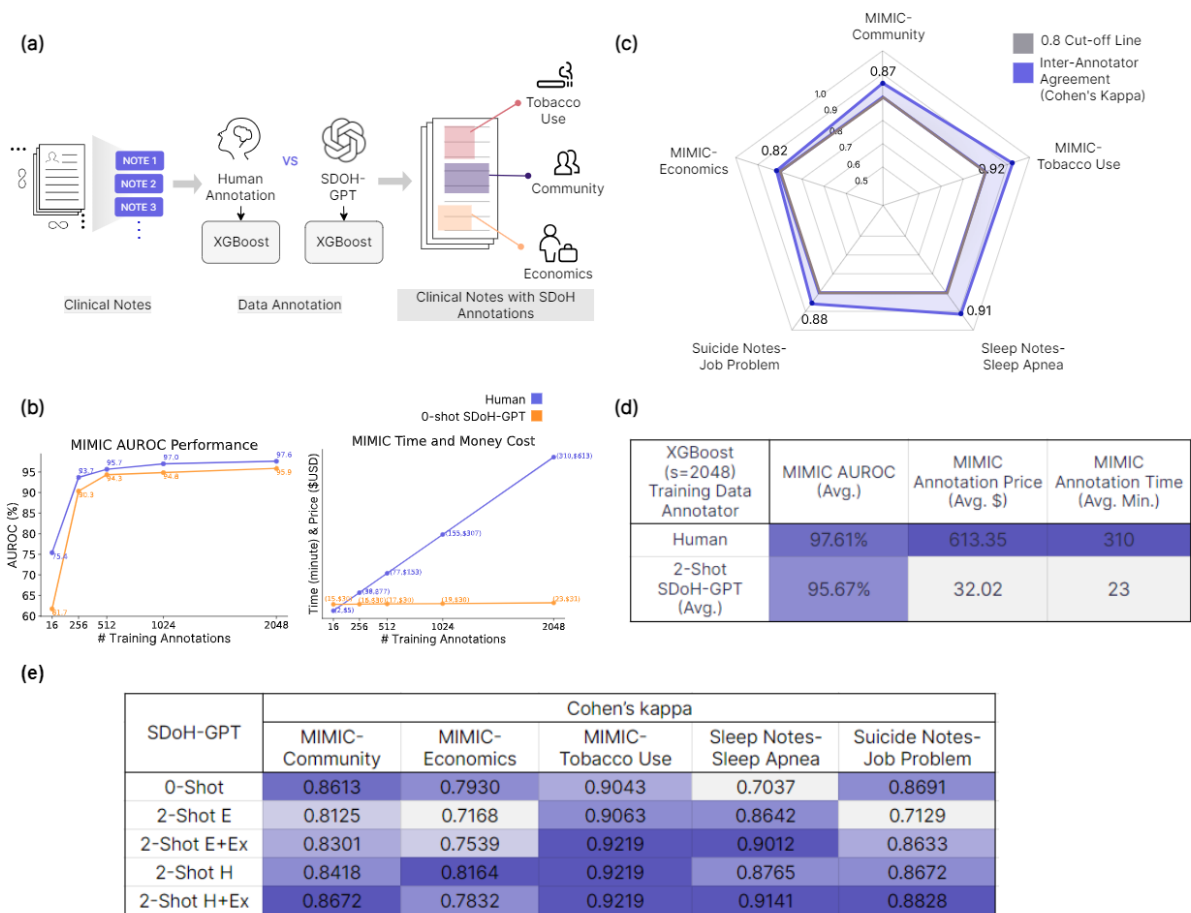 (a)
NOTE 1
NOTE 2
NOTE 3
Human
Annotation
VS
SDOH-
GPT
XGBoost
XGBoost
Tobacco
Use
Community
Economics
Clinical Notes
Data Annotation
Clinical Notes with SDoH
Annotations
(c)
MIMIC-
Community
0.8 Cut-off Line
Inter-Annotator
Agreement
(Cohen's Kappa)
0.87
1.0
0.9
0.8
0.7
0.6
0.5
MIMIC-
Economics
0.82
MIMIC-
Tobacco Use
0.92
0.88
0.91
Suicide Notes-
Job Problem
Sleep Notes-
Sleep Apnea
(b)
Human
0-shot SDoH-GPT
MIMIC AUROC Performance
AUROC (%)
95
90
85
80
75
70
65
60
75.4
93.7
95.7
97.0
97.6
61.7
90.3
94.3
94.8
95.9
16 256 512 1024 2048
# Training Annotations
MIMIC Time and Money Cost
Time (minute) & Price ($USD)
(2,$5)
(38,$77)
(77,$153)
(155,$307)
(310,$613)
(15,$30)
(16,$30)
(17,$30)
(19,$30)
(23,$31)
16 256 512 1024 2048
# Training Annotations
(d)
XGBoost
(s=2048)
Training Data
Annotator
MIMIC AUROC
(Avg.)
MIMIC
Annotation Price
(Avg. $)
MIMIC
Annotation Time
(Avg. Min.)
Human 97.61% 613.35 310
2-Shot
SDoH-GPT
(Avg.)
95.67% 32.02 23
(e)
SDoH-GPT
Cohen's kappa
MIMIC-
Community
MIMIC-
Economics
MIMIC-
Tobacco Use
Sleep Notes-
Sleep Apnea
Suicide Notes-
Job Problem
0-Shot 0.8613 0.7930 0.9043 0.7037 0.8691
2-Shot E 0.8125 0.7168 0.9063 0.8642 0.7129
2-Shot E+Ex 0.8301 0.7539 0.9219 0.9012 0.8633
2-Shot H 0.8418 0.8164 0.9219 0.8765 0.8672
2-Shot H+Ex 0.8672 0.7832 0.9219 0.9141 0.8828